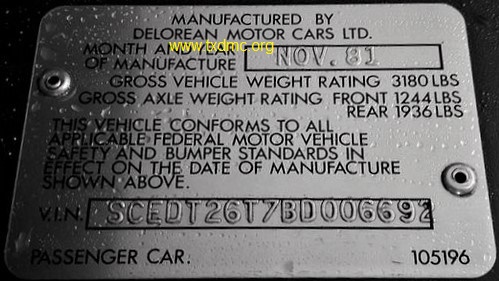 MANUFACTURED BY
DELOREAN MOTOR CARS LTD.
www.txdmc.org
MONTH AND
OF MANUFACTURE NOV. 81
GROSS VEHICLE WEIGHT RATING 3180 LBS
GROSS AXLE WEIGHT RATING FRONT 1244 LBS
REAR 1936 LBS
THIS VEHICLE CONFORMS TO ALL
APPLICABLE FEDERAL MOTOR VEHICLE
SAFETY AND BUMPER STANDARDS IN
EFFECT ON THE DATE OF MANUFACTURE
SHOWN ABOVE.
V.I.N. SCEDT26T7BD006692
PASSENGER CAR. 105196